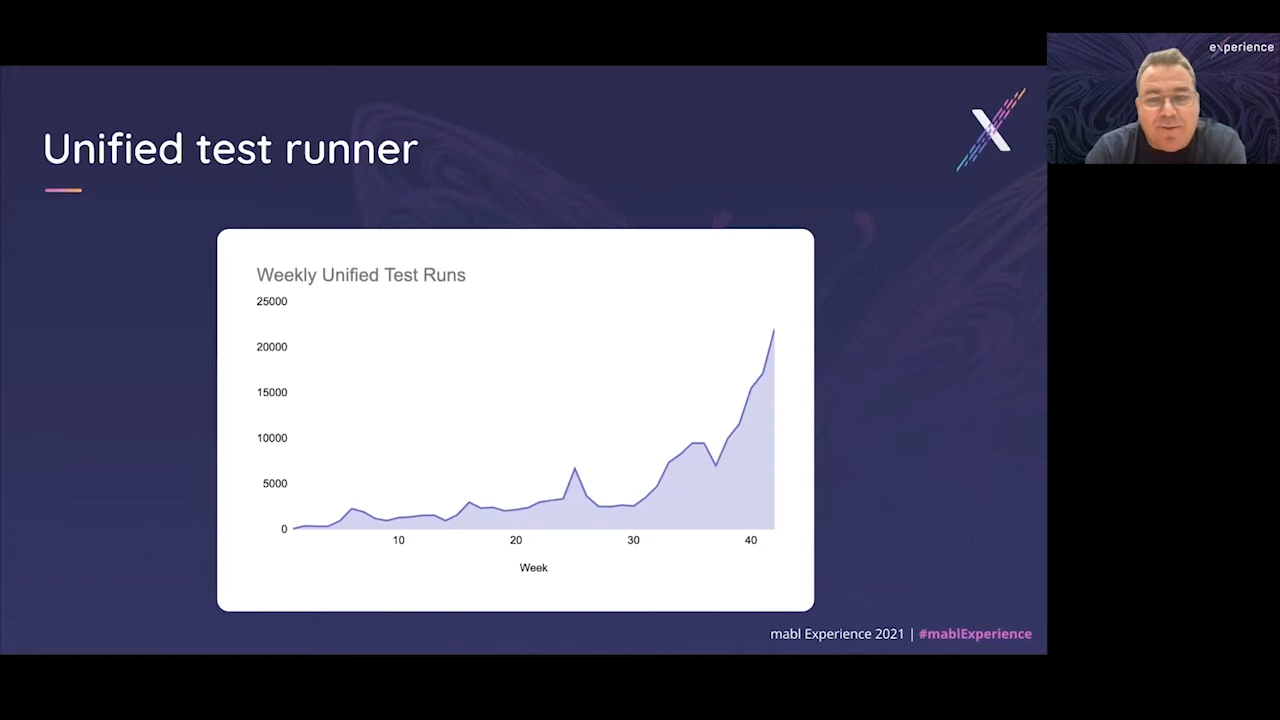 experience
Unified test runner
Weekly Unified Test Runs
25000
20000
15000
10000
5000
0
10 20 30 40
Week
mabl Experience 2021 | #mablExperience